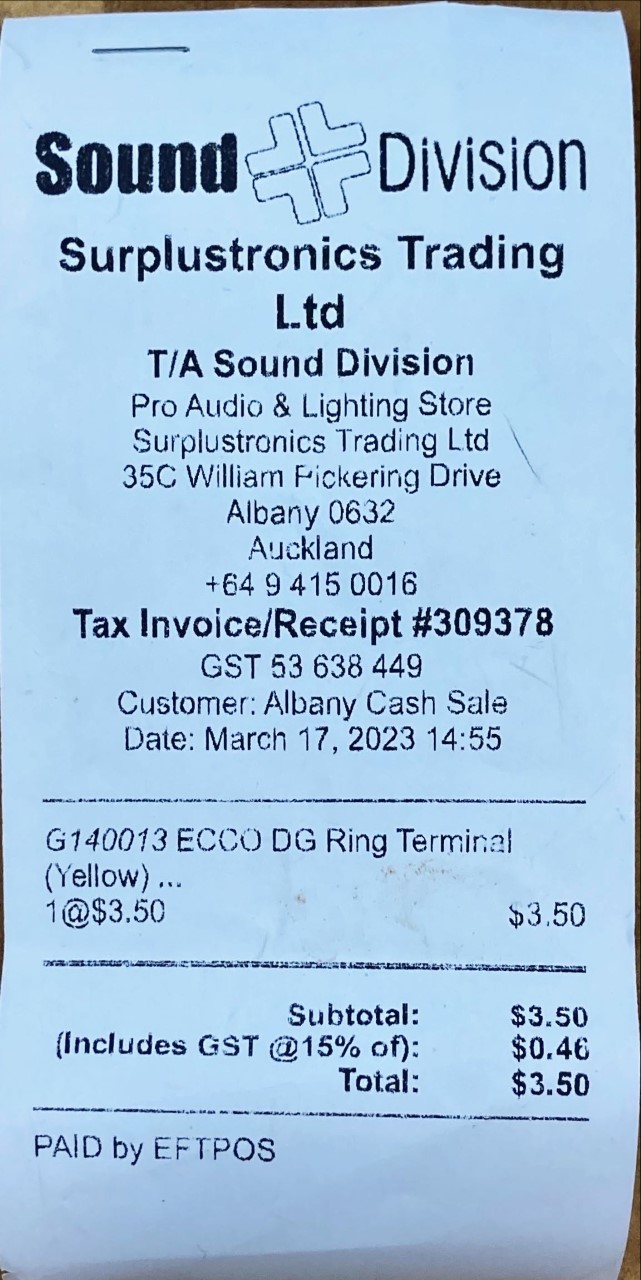 Sound Division
Surplustronics Trading
Ltd
T/A Sound Division
Pro Audio & Lighting Store
Surplustronics Trading Ltd
35C William Pickering Drive
Albany 0632
Auckland
+64 9 415 0016
Tax Invoice/Receipt #309378
GST 53 638 449
Customer: Albany Cash Sale
Date: March 17, 2023 14:55
G140013 ECCO DG Ring Terminal
(Yellow) ...
1@$3.50 $3.50
Subtotal: $3.50
(Includes GST @15% of): $0.46
Total: $3.50
PAID by EFTPOS